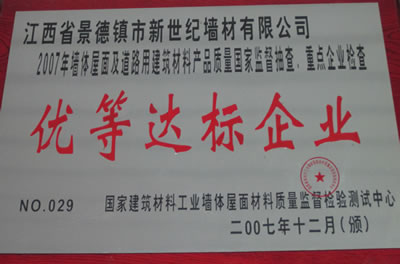 江西省景德镇市新世纪墙材有限公司
2007年墙体屋面及道路用建筑材料产品质量国家监督抽查、重点企业检查
优等达标企业
NO.029 国家建筑材料工业墙体屋面材料质量监督检验测试中心
二00七年十二月(颁)